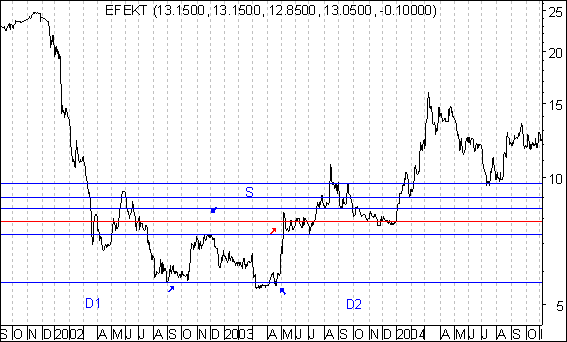 EFEKT (13.1500, 13.1500, 12.8500, 13.0500, -0.10000)
25
20
15
10
5
S
D1
D2
S O N D 2002 A M J J A S O N D 2003 A M J J A S O N D 2004 A M J J A S O